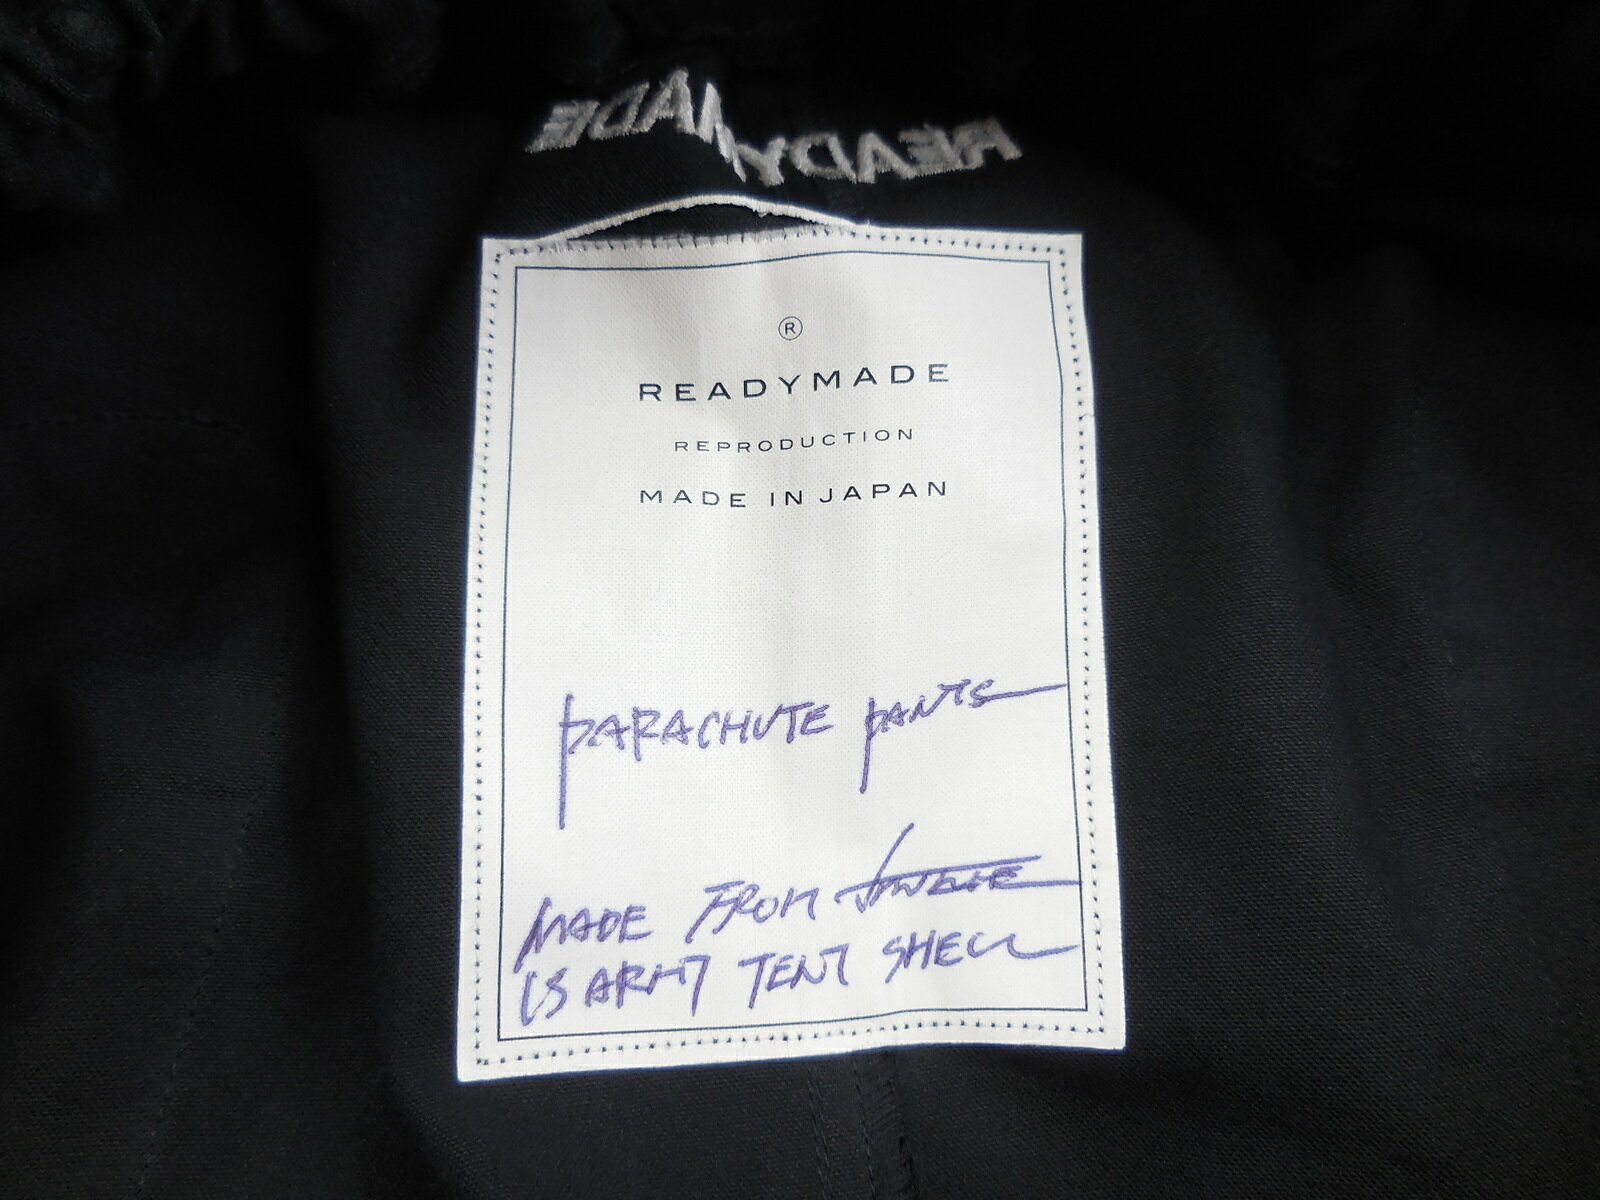 READYMADE
®
READYMADE
REPRODUCTION
MADE IN JAPAN
PARACHUTE PANTS
MADE FROM
US ARMY TENT SHELL